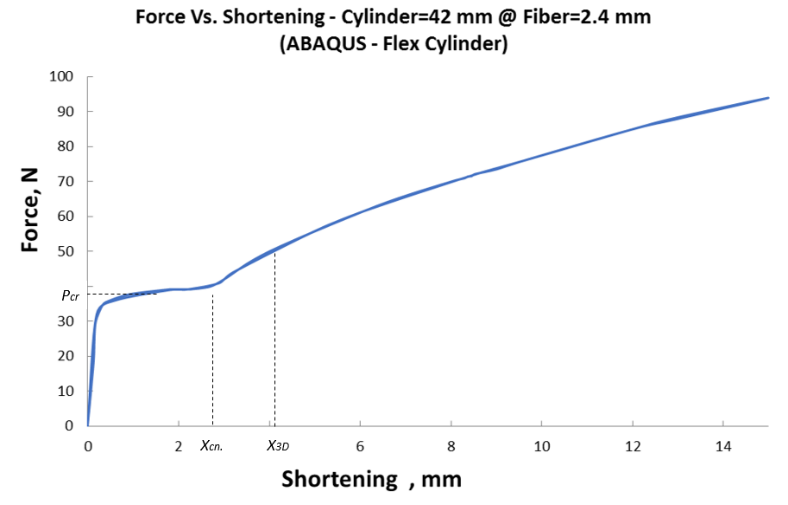 Force Vs. Shortening - Cylinder=42 mm @ Fiber=2.4 mm
(ABAQUS - Flex Cylinder)
100
90
80
70
60
50
Pcr
30
20
10
0
Force, N
0 2 Xcn. X3D 6 8 10 12 14
Shortening , mm